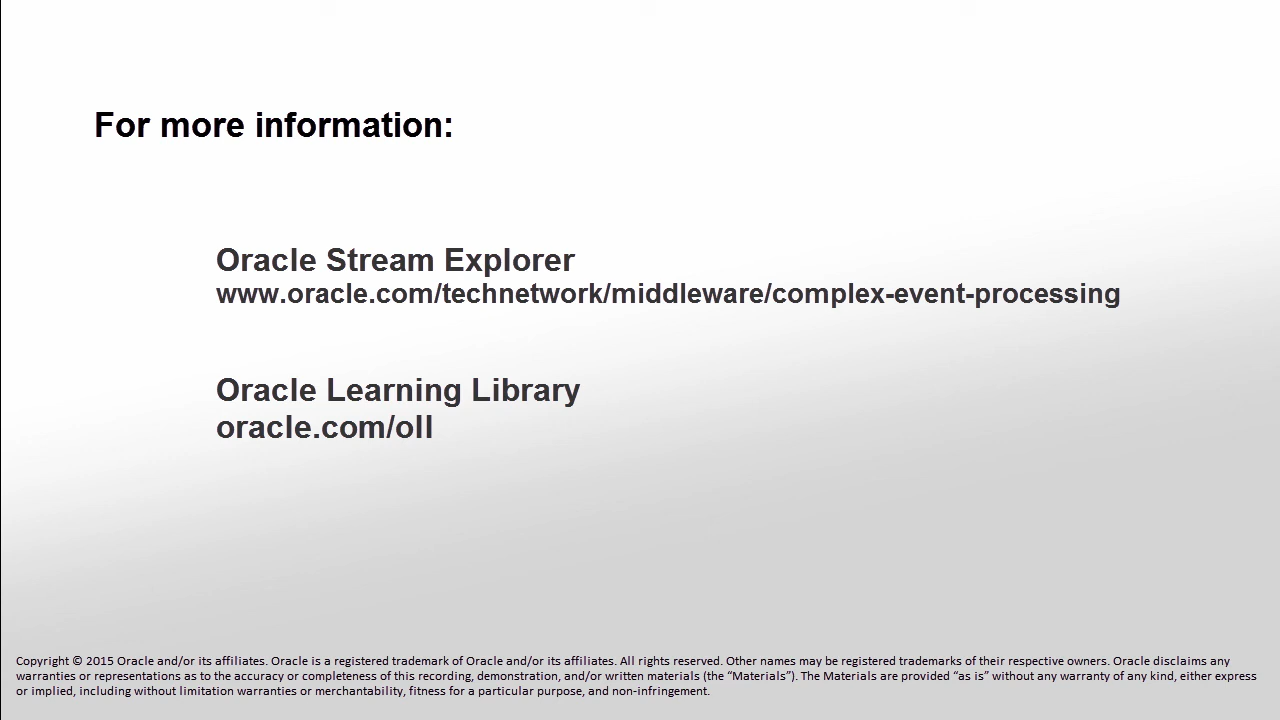 For more information:
Oracle Stream Explorer
www.oracle.com/technetwork/middleware/complex-event-processing
Oracle Learning Library
oracle.com/oll
Copyright © 2015 Oracle and/or its affiliates. Oracle is a registered trademark of Oracle and/or its affiliates. All rights reserved. Other names may be registered trademarks of their respective owners. Oracle disclaims any
warranties or representations as to the accuracy or completeness of this recording, demonstration, and/or written materials (the “Materials”). The Materials are provided “as is” without any warranty of any kind, either express
or implied, including without limitation warranties or merchantability, fitness for a particular purpose, and non-infringement.